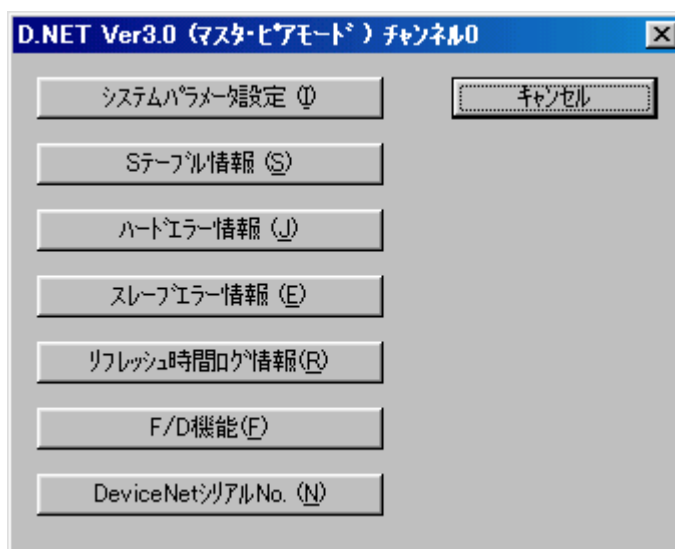 D.NET Ver3.0 (ﾏｽﾀ・ﾋﾟｱﾓｰﾄﾞ) ﾁｬﾝﾈﾙ0
ｼｽﾃﾑﾊﾟﾗﾒｰﾀ設定 (I)
キャンセル
Sﾃｰﾌﾞﾙ情報 (S)
ﾊｰﾄﾞｴﾗｰ情報 (J)
ｽﾚｰﾌﾞｴﾗｰ情報 (E)
ﾘﾌﾚｯｼｭ時間ﾛｸﾞ情報(R)
F/D機能(F)
DeviceNetｼﾘｱﾙNo. (N)